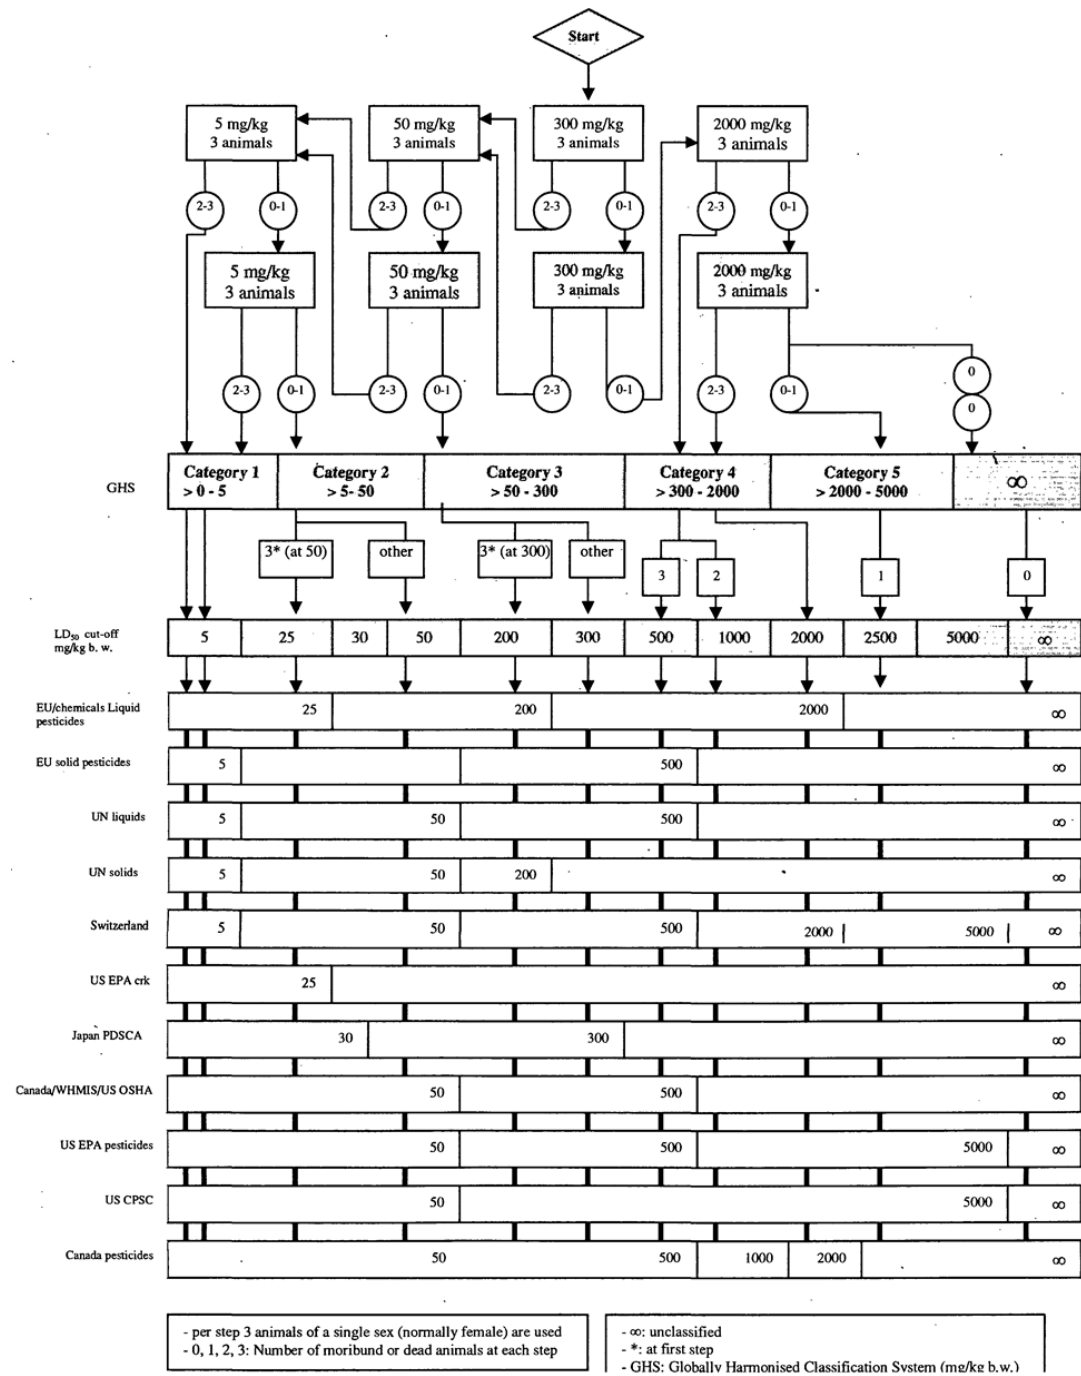 Start
5 mg/kg
3 animals
50 mg/kg
3 animals
300 mg/kg
3 animals
2000 mg/kg
3 animals
2-3
0-1
2-3
0-1
2-3
0-1
2-3
0-1
5 mg/kg
3 animals
50 mg/kg
3 animals
300 mg/kg
3 animals
2000 mg/kg
3 animals
2-3
0-1
2-3
0-1
2-3
0-1
2-3
0-1
0
0
GHS
Category 1
> 0 - 5
Category 2
> 5- 50
Category 3
> 50 - 300
Category 4
> 300 - 2000
Category 5
> 2000 - 5000
∞
3* (at 50)
other
3* (at 300)
other
3
2
1
0
LD50 cut-off
mg/kg b. w.
5 25 30 50 200 300 500 1000 2000 2500 5000 ∞
EU/chemicals Liquid
pesticides
25 200 2000 ∞
EU solid pesticides
5 500 ∞
UN liquids
5 50 500 ∞
UN solids
5 50 200 ∞
Switzerland
5 50 500 2000 5000 ∞
US EPA crk
25 ∞
Japan PDSCA
30 300 ∞
Canada/WHMIS/US OSHA
50 500 ∞
US EPA pesticides
50 500 5000 ∞
US CPSC
50 5000 ∞
Canada pesticides
50 500 1000 2000 ∞
- per step 3 animals of a single sex (normally female) are used
- 0, 1, 2, 3: Number of moribund or dead animals at each step
- ∞: unclassified
- *: at first step
- GHS: Globally Harmonised Classification System (mg/kg b.w.)